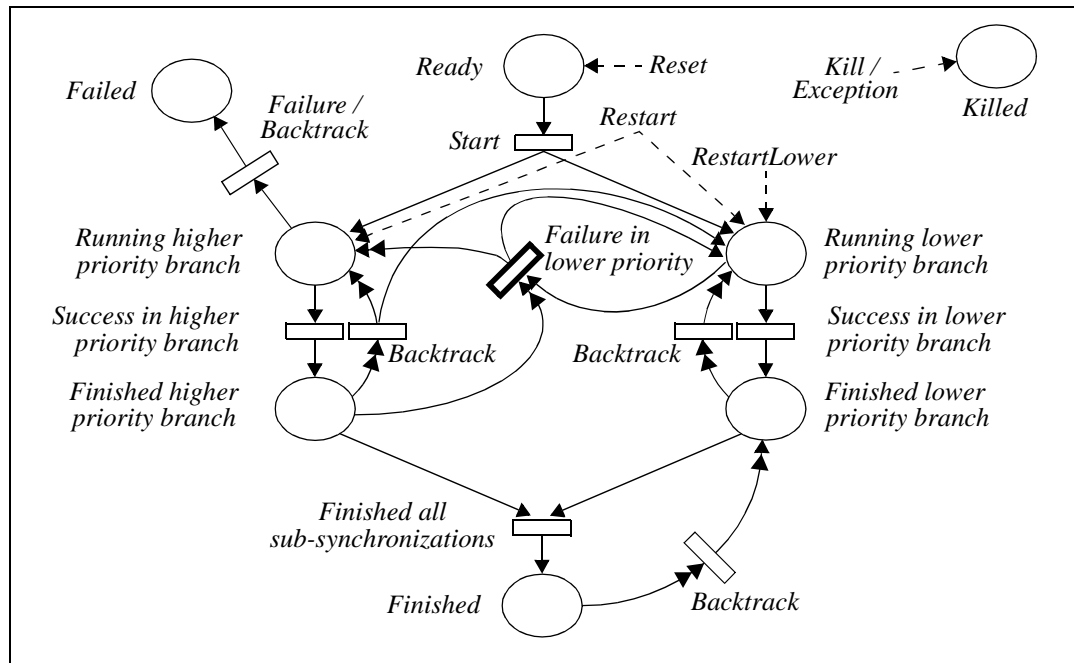 Ready
Reset
Kill /
Exception
Killed
Failed
Failure /
Backtrack
Start
Restart
RestartLower
Running higher
priority branch
Failure in
lower priority
Running lower
priority branch
Success in higher
priority branch
Backtrack
Backtrack
Success in lower
priority branch
Finished higher
priority branch
Finished lower
priority branch
Finished all
sub-synchronizations
Finished
Backtrack